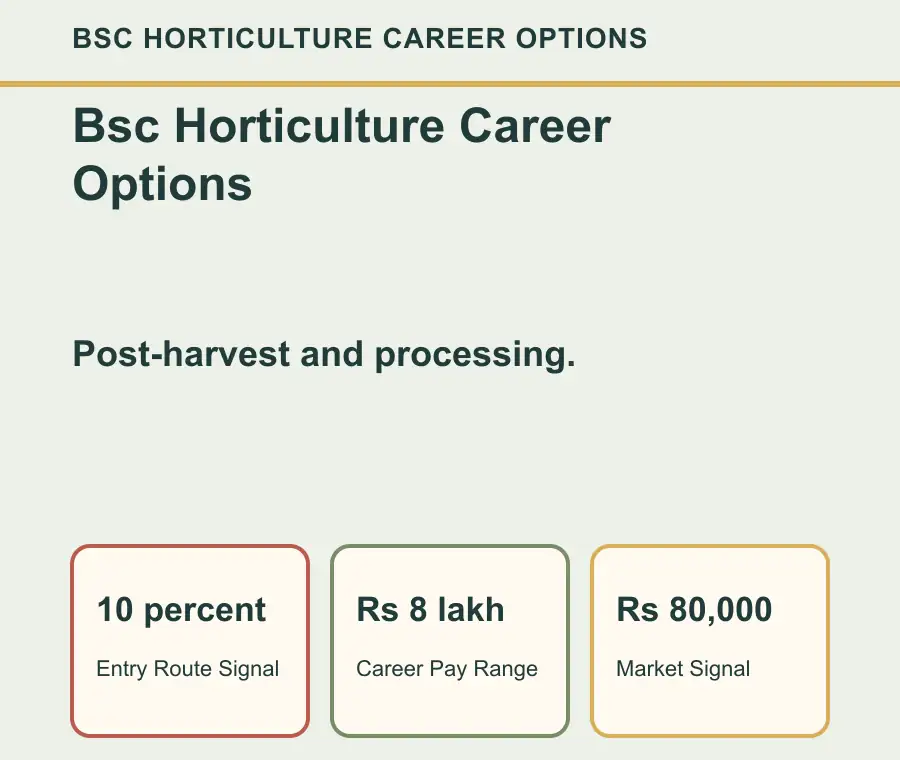 BSC HORTICULTURE CAREER OPTIONS
Bsc Horticulture Career
Options
Post-harvest and processing.
10 percent
Entry Route Signal
Rs 8 lakh
Career Pay Range
Rs 80,000
Market Signal